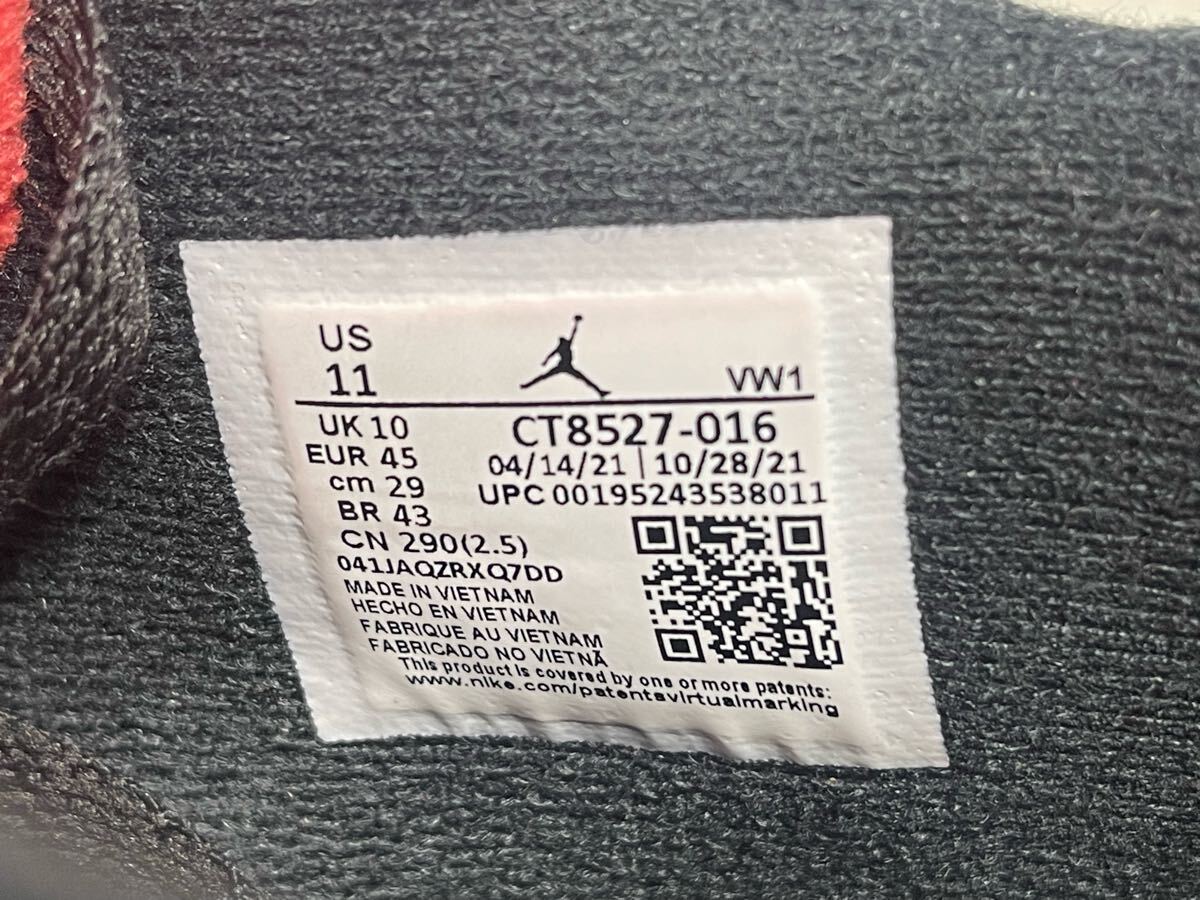 US
11
VW1
UK 10
CT8527-016
EUR 45
04/14/21 | 10/28/21
cm 29
UPC 00195243538011
BR 43
CN 290(2.5)
041JAQZRXQ7DD
MADE IN VIETNAM
HECHO EN VIETNAM
FABRIQUE AU VIETNAM
FABRICADO NO VIETNÃ
This product is covered by one or more patents:
www.nike.com/patentsvirtualmarking